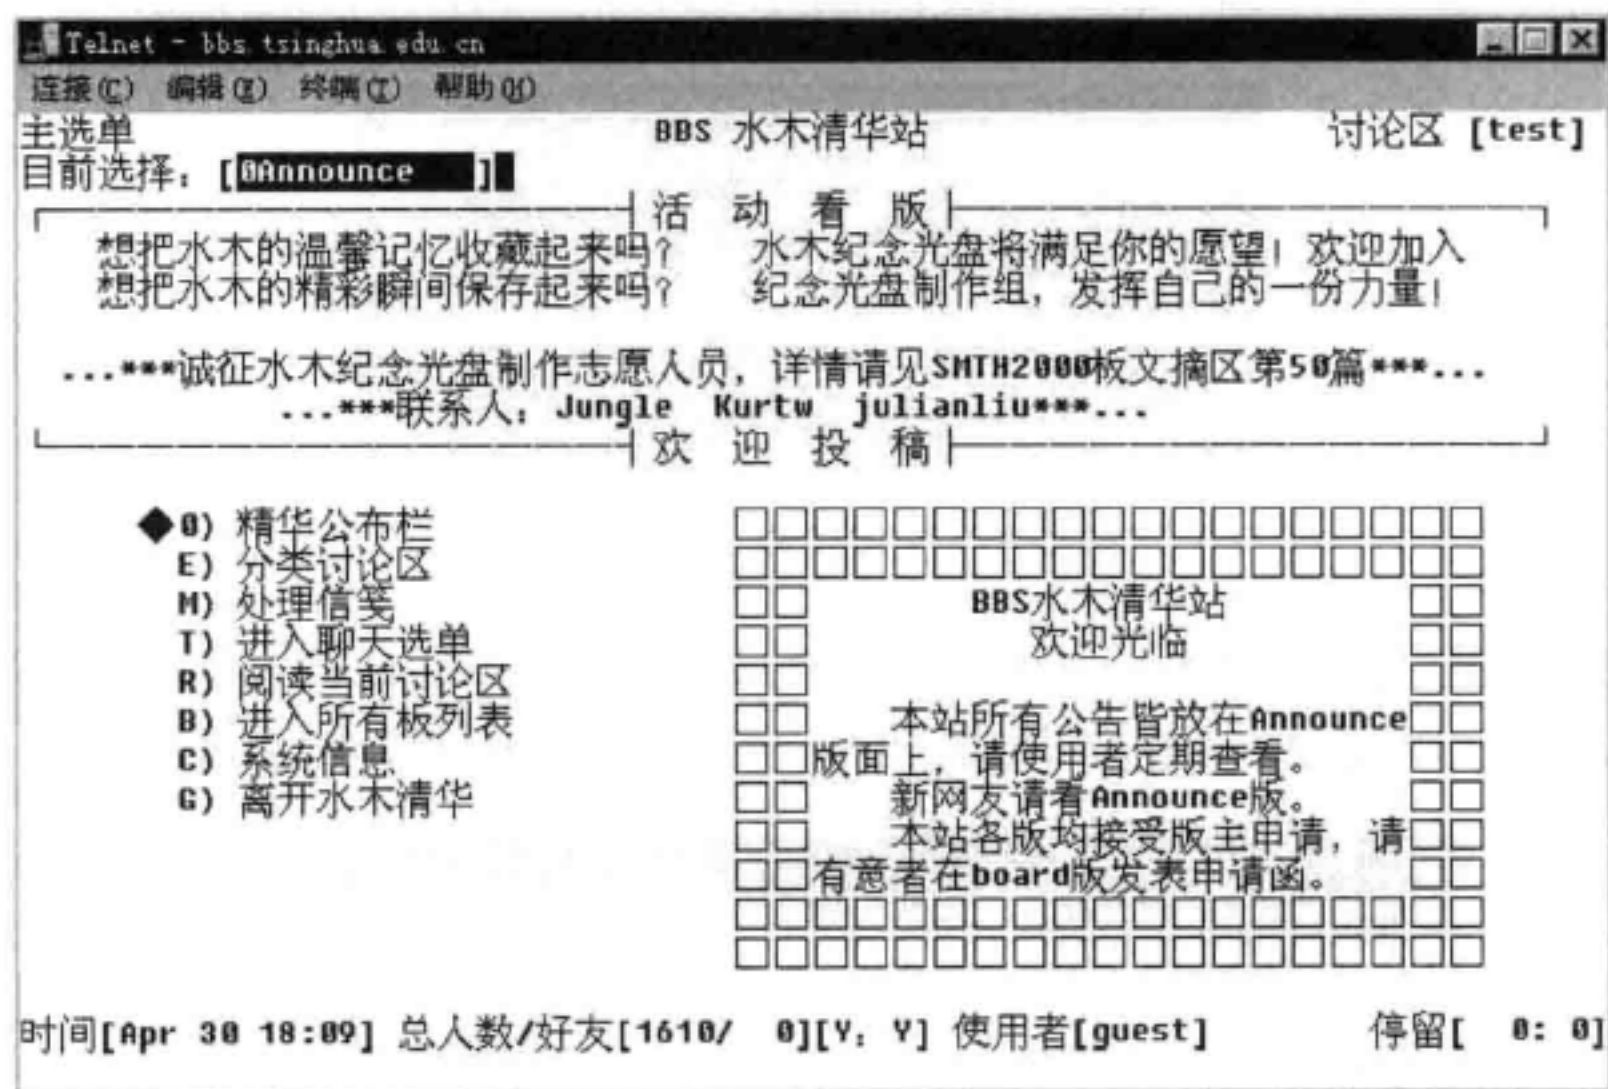 Telnet - bbs.tsinghua.edu.cn
连接(C) 编辑(E) 终端(T) 帮助(H)
主选单 BBS 水木清华站 讨论区 [test]
目前选择：[0Announce ]
活 动 看 版
想把水木的温馨记忆收藏起来吗？ 水木纪念光盘将满足你的愿望！欢迎加入
想把水木的精彩瞬间保存起来吗？ 纪念光盘制作组，发挥自己的一份力量！
...***诚征水木纪念光盘制作志愿人员，详情请见SMTH2000板文摘区第50篇***...
...***联系人：Jungle Kurtw julianliu***...
欢 迎 投 稿
◆0) 精华公布栏
E) 分类讨论区
M) 处理信笺
T) 进入聊天选单
R) 阅读当前讨论区
B) 进入所有板列表
C) 系统信息
G) 离开水木清华
BBS水木清华站
欢迎光临
本站所有公告皆放在Announce
版面上，请使用者定期查看。
新网友请看Announce版。
本站各版均接受版主申请，请
有意者在board版发表申请函。
时间[Apr 30 18:09] 总人数/好友[1610/ 0][Y：Y] 使用者[guest] 停留[ 0: 0]